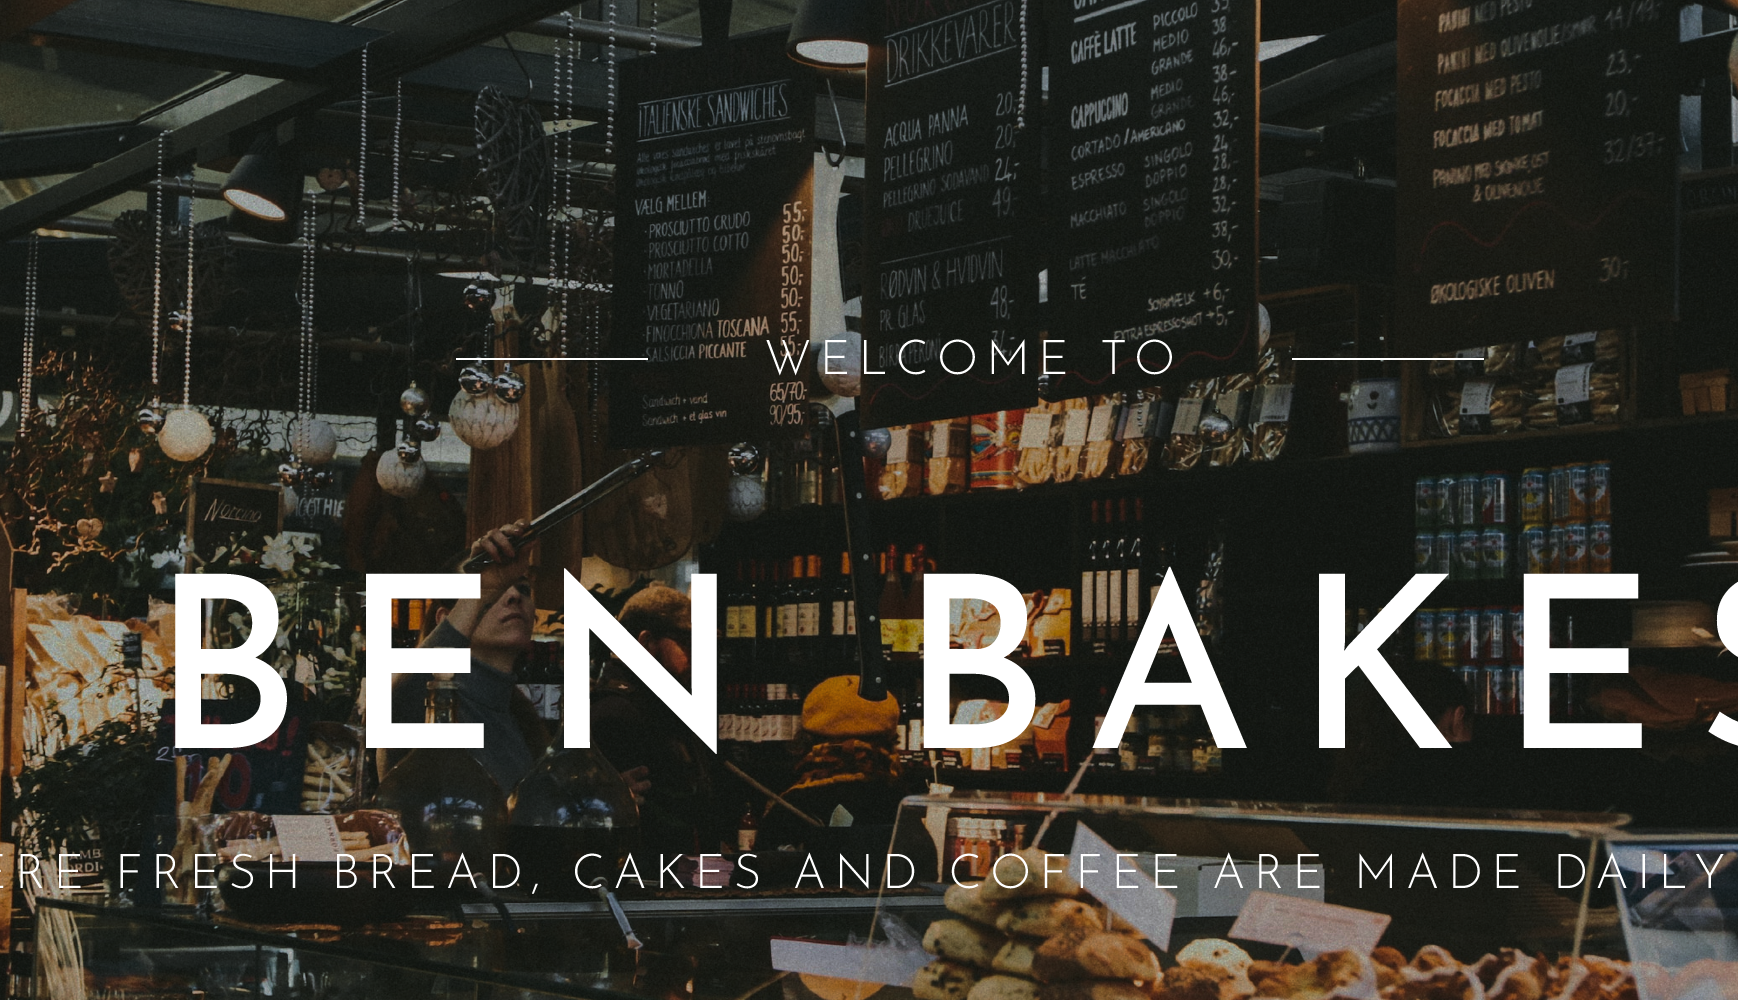 ITALIENSKE SANDWICHES
VÆLG MELLEM:
·PROSCIUTTO CRUDO 55,-
·PROSCIUTTO COTTO 50,-
·MORTADELLA 50,-
TONNO 50,-
·VEGETARIANO 50,-
·FINOCCHIONA TOSCANA 55,-
·SALSICCIA PICCANTE 55,-
Sandwich + vand 65/70,-
Sandwich + et glas vin 90/95,-
DRIKKEVARER
ACQUA PANNA 20,-
PELLEGRINO 20,-
PELLEGRINO SODAVAND 24,-
DRUEJUICE 49,-
RØDVIN & HVIDVIN
PR. GLAS 48,-
CAFFÈ LATTE PICCOLO 35,-
MEDIO 38,-
GRANDE 46,-
CAPPUCCINO MEDIO 38,-
GRANDE 46,-
CORTADO / AMERICANO 32,-
ESPRESSO SINGOLO 24,-
DOPPIO 28,-
MACCHIATO SINGOLO 28,-
DOPPIO 32,-
LATTE MACCHIATO 38,-
TÉ 30,-
SOYAMÆLK +6,-
EXTRA ESPRESSOSHOT +5,-
PANINI MED PESTO
PANINI MED OLIVENOLIE
FOCACCIA MED PESTO 23,-
FOCACCIA MED TOMAT 20,-
PANINO MED SKINKE, OST 32/37,-
& OLIVENOLIE
ØKOLOGISKE OLIVEN 30,-
WELCOME TO
BEN BAKES
ERE FRESH BREAD, CAKES AND COFFEE ARE MADE DAILY